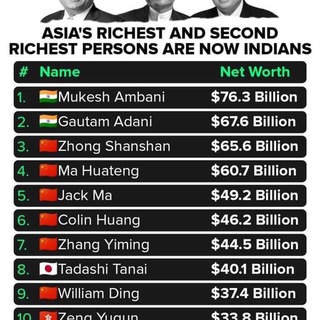 ASIA'S RICHEST AND SECOND
RICHEST PERSONS ARE NOW INDIANS
# Name Net Worth
1. Mukesh Ambani $76.3 Billion
2. Gautam Adani $67.6 Billion
3. Zhong Shanshan $65.6 Billion
4. Ma Huateng $60.7 Billion
5. Jack Ma $49.2 Billion
6. Colin Huang $46.2 Billion
7. Zhang Yiming $44.5 Billion
8. Tadashi Tanai $40.1 Billion
9. William Ding $37.4 Billion
10. Zeng Yuqun $33.8 Billion